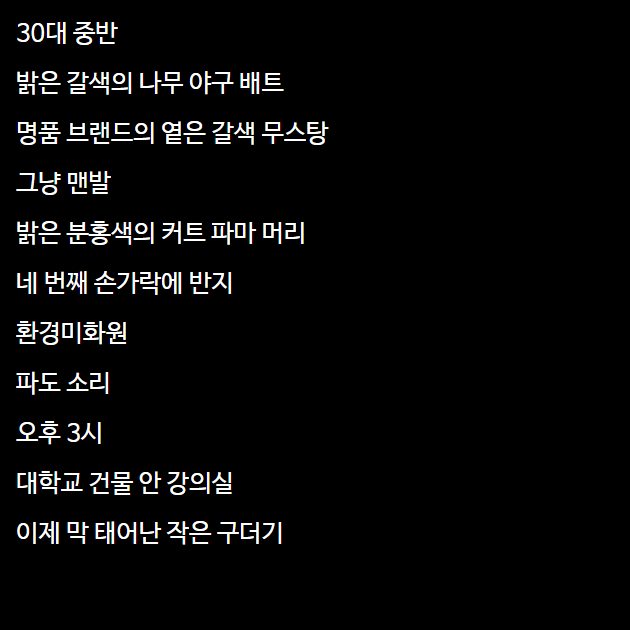 30대 중반
밝은 갈색의 나무 야구 배트
명품 브랜드의 옅은 갈색 무스탕
그냥 맨발
밝은 분홍색의 커트 파마 머리
네 번째 손가락에 반지
환경미화원
파도 소리
오후 3시
대학교 건물 안 강의실
이제 막 태어난 작은 구더기